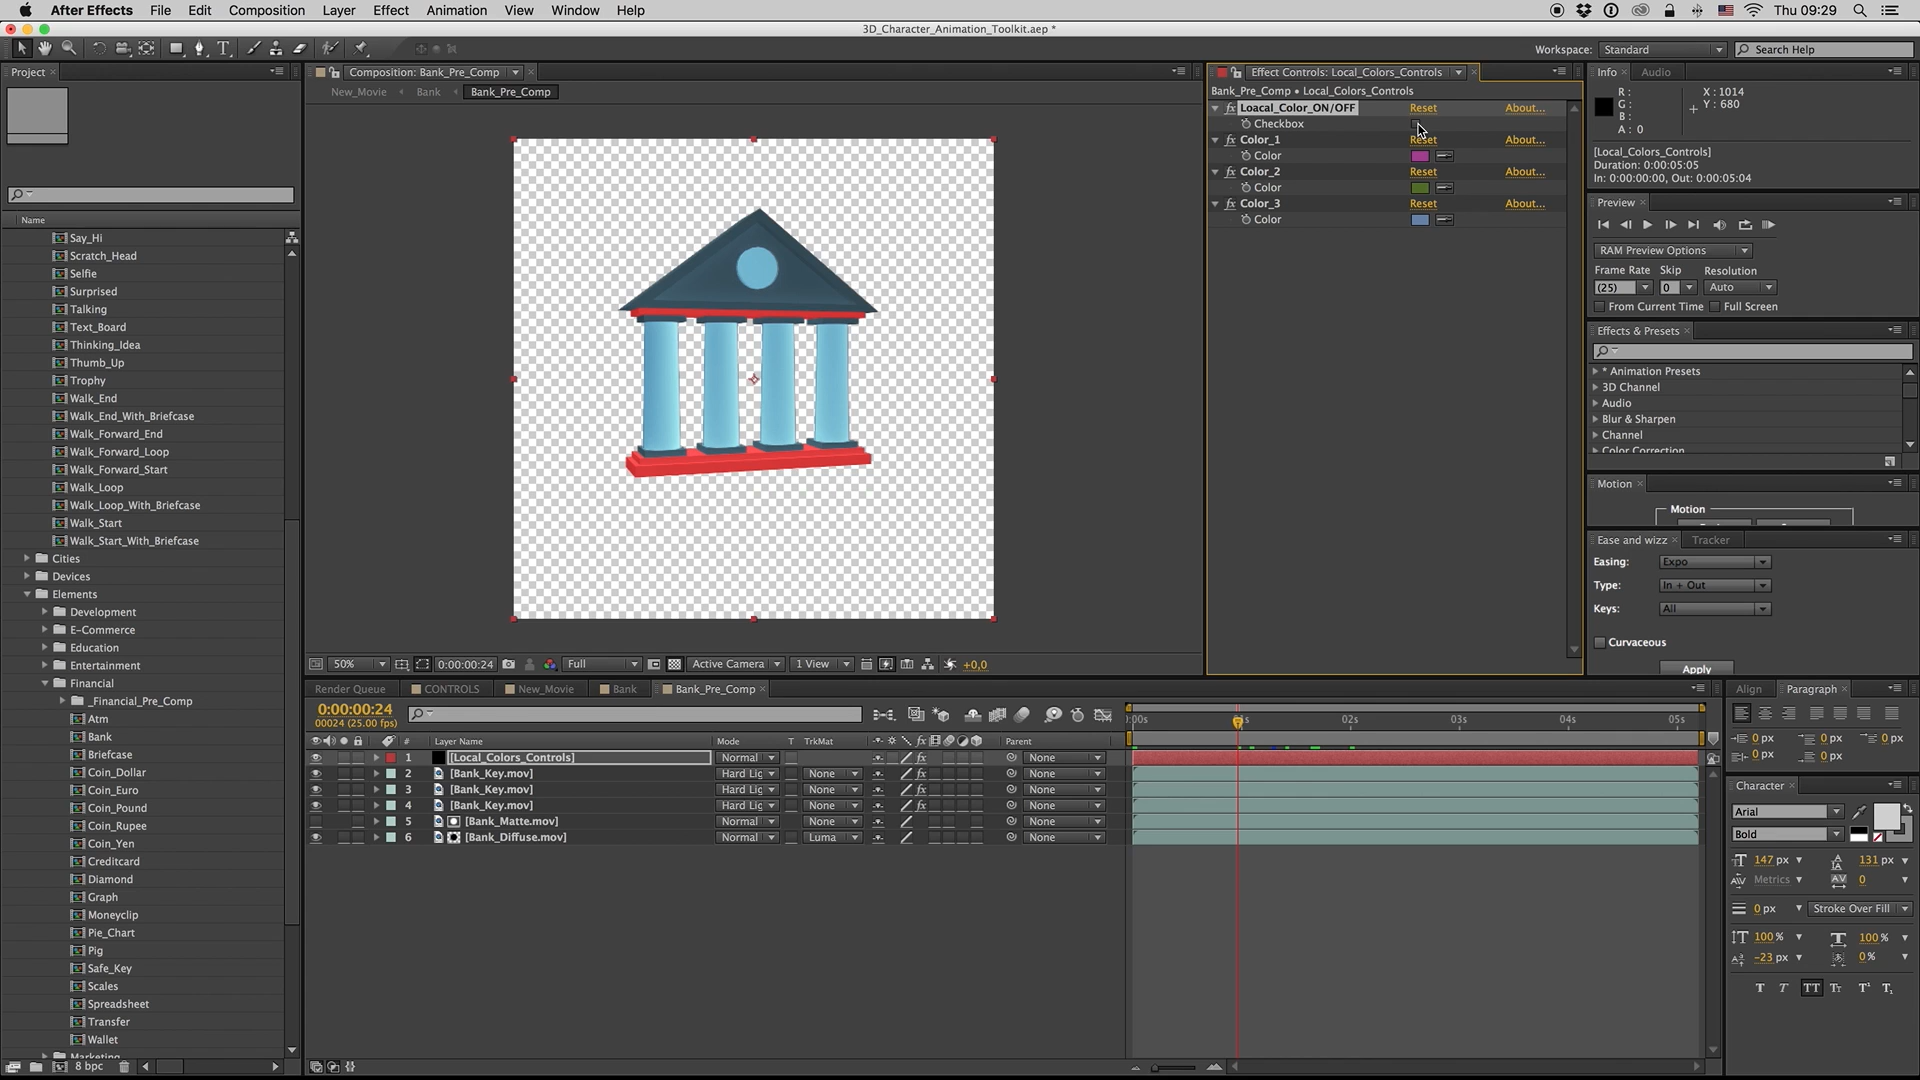 After Effects File Edit Composition Layer Effect Animation View Window Help Thu 09:29
3D_Character_Animation_Toolkit.aep *
T Workspace: Standard Search Help
Project
Name
Say_Hi
Scratch_Head
Selfie
Surprised
Talking
Text_Board
Thinking_Idea
Thumb_Up
Trophy
Walk_End
Walk_End_With_Briefcase
Walk_Forward_End
Walk_Forward_Loop
Walk_Forward_Start
Walk_Loop
Walk_Loop_With_Briefcase
Walk_Start
Walk_Start_With_Briefcase
Cities
Devices
Elements
Development
E-Commerce
Education
Entertainment
Financial
_Financial_Pre_Comp
Atm
Bank
Briefcase
Coin_Dollar
Coin_Euro
Coin_Pound
Coin_Rupee
Coin_Yen
Creditcard
Diamond
Graph
Moneyclip
Pie_Chart
Pig
Safe_Key
Scales
Spreadsheet
Transfer
Wallet
Marketing
8 bpc
Composition: Bank_Pre_Comp
New_Movie Bank Bank_Pre_Comp
50% 0:00:00:24 Full Active Camera 1 View +0,0
Effect Controls: Local_Colors_Controls
Bank_Pre_Comp • Local_Colors_Controls
fx Loacal_Color_ON/OFF Reset About...
Checkbox
fx Color_1 Reset About...
Color
fx Color_2 Reset About...
Color
fx Color_3 Reset About...
Color
Info Audio
R : X : 1014
G : Y : 680
B :
A : 0
[Local_Colors_Controls]
Duration: 0:00:05:05
In: 0:00:00:00, Out: 0:00:05:04
Preview
RAM Preview Options
Frame Rate Skip Resolution
(25) 0 Auto
From Current Time Full Screen
Effects & Presets
* Animation Presets
3D Channel
Audio
Blur & Sharpen
Channel
Color Correction
Motion
Motion
Ease and wizz Tracker
Easing: Expo
Type: In + Out
Keys: All
Curvaceous
Apply
Render Queue CONTROLS New_Movie Bank Bank_Pre_Comp
0:00:00:24
00024 (25.00 fps)
:00s 02s 03s 04s 05s
# Layer Name Mode T TrkMat fx Parent
1 [Local_Colors_Controls] Normal fx None
2 [Bank_Key.mov] Hard Lig None fx None
3 [Bank_Key.mov] Hard Lig None fx None
4 [Bank_Key.mov] Hard Lig None fx None
5 [Bank_Matte.mov] Normal None None
6 [Bank_Diffuse.mov] Normal Luma None
Align Paragraph
0 px 0 px 0 px
0 px 0 px
Character
Arial
Bold
147 px 131 px
Metrics 0
0 px Stroke Over Fill
100 % 100 %
-23 px 0 %
T T TT Tt T¹ T₁